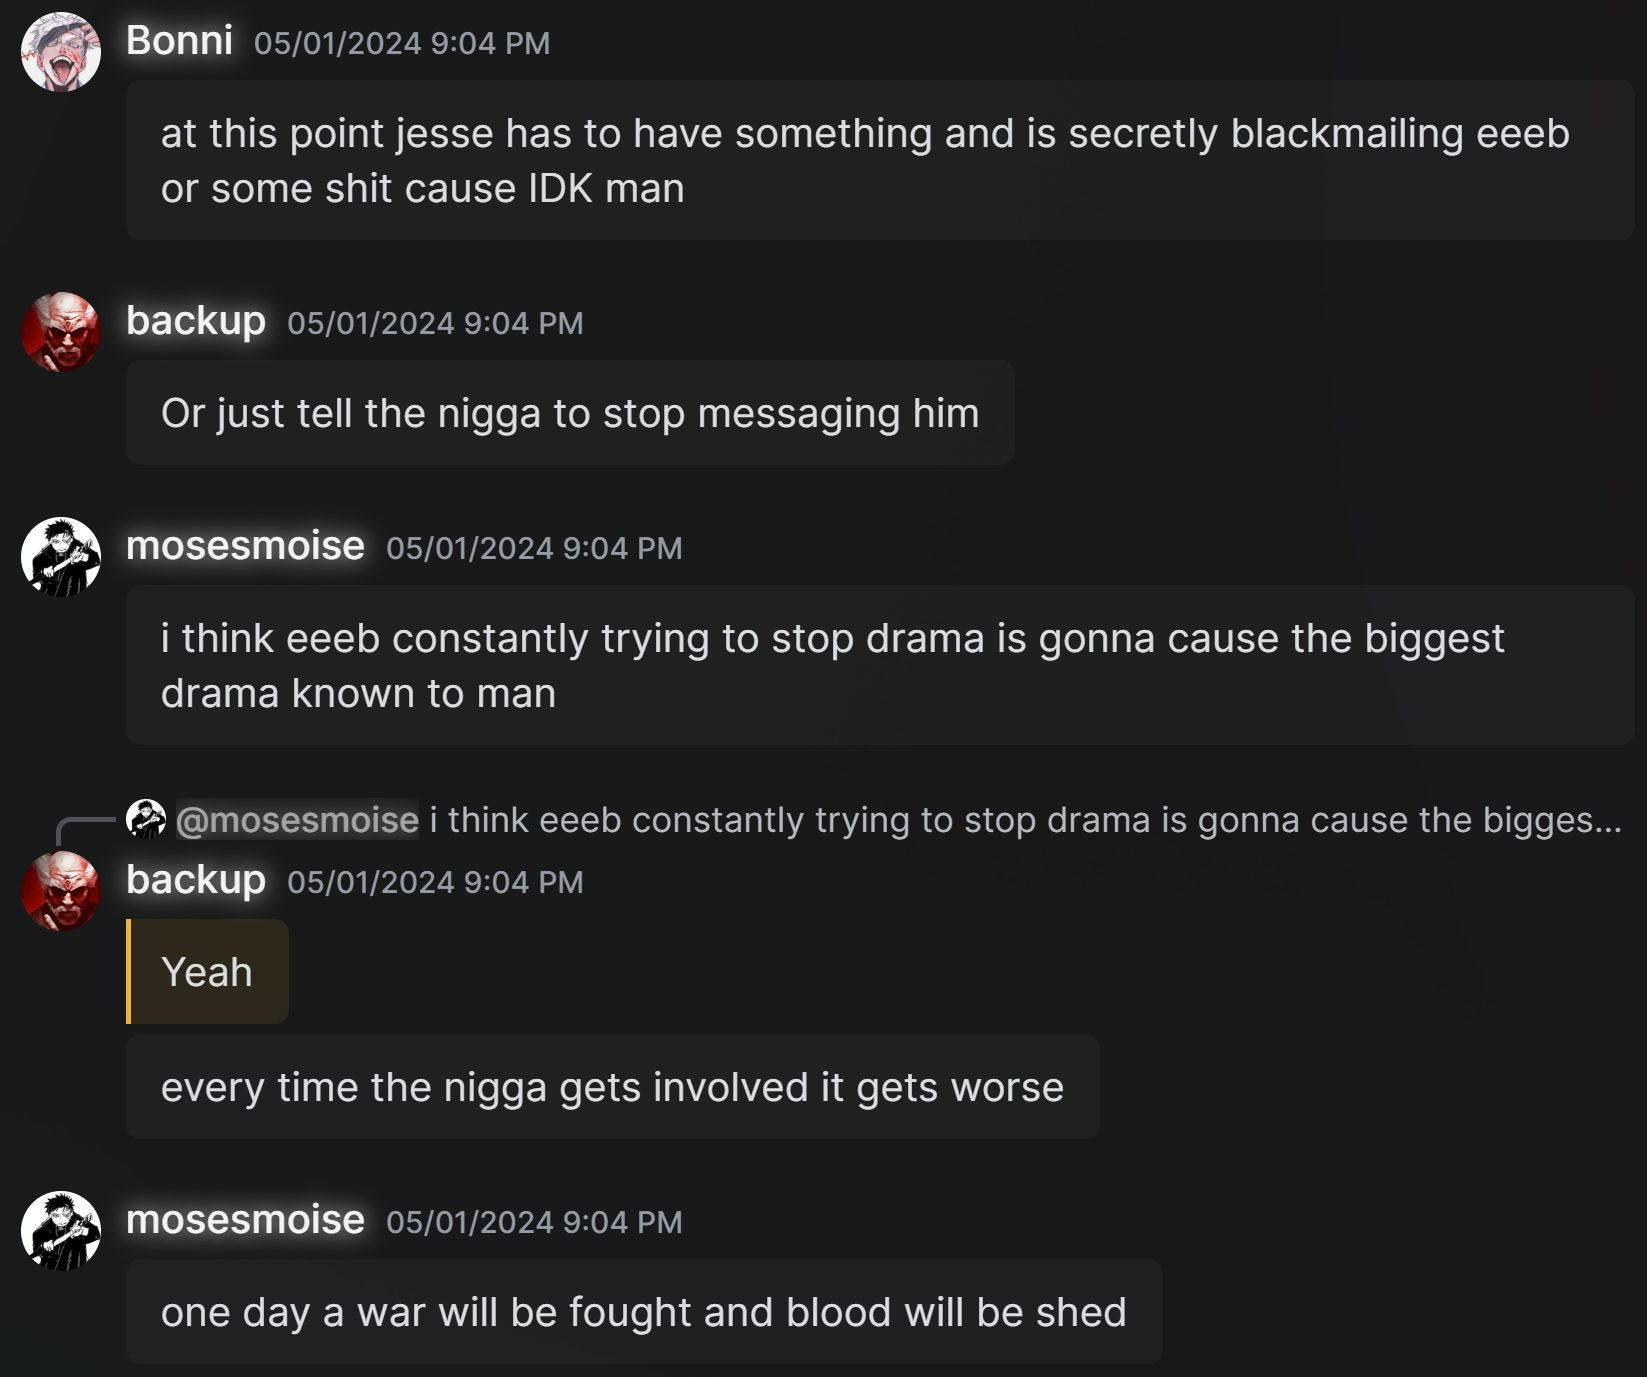 Bonni 05/01/2024 9:04 PM
at this point jesse has to have something and is secretly blackmailing eeeb
or some shit cause IDK man
backup 05/01/2024 9:04 PM
Or just tell the nigga to stop messaging him
mosesmoise 05/01/2024 9:04 PM
i think eeeb constantly trying to stop drama is gonna cause the biggest
drama known to man
@mosesmoise i think eeeb constantly trying to stop drama is gonna cause the bigges...
backup 05/01/2024 9:04 PM
Yeah
every time the nigga gets involved it gets worse
mosesmoise 05/01/2024 9:04 PM
one day a war will be fought and blood will be shed